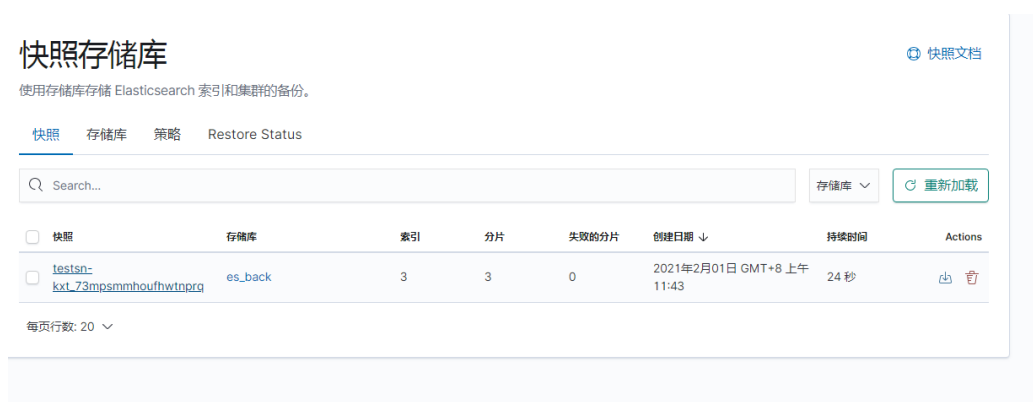 快照存储库
快照文档
使用存储库存储 Elasticsearch 索引和集群的备份。
快照 存储库 策略 Restore Status
Search... 存储库 重新加载
快照 存储库 索引 分片 失败的分片 创建日期 持续时间 Actions
testsn- es_back 3 3 0 2021年2月01日 GMT+8 上午 24 秒
kxt_73mpsmmhoufhwtnprq 11:43
每页行数: 20